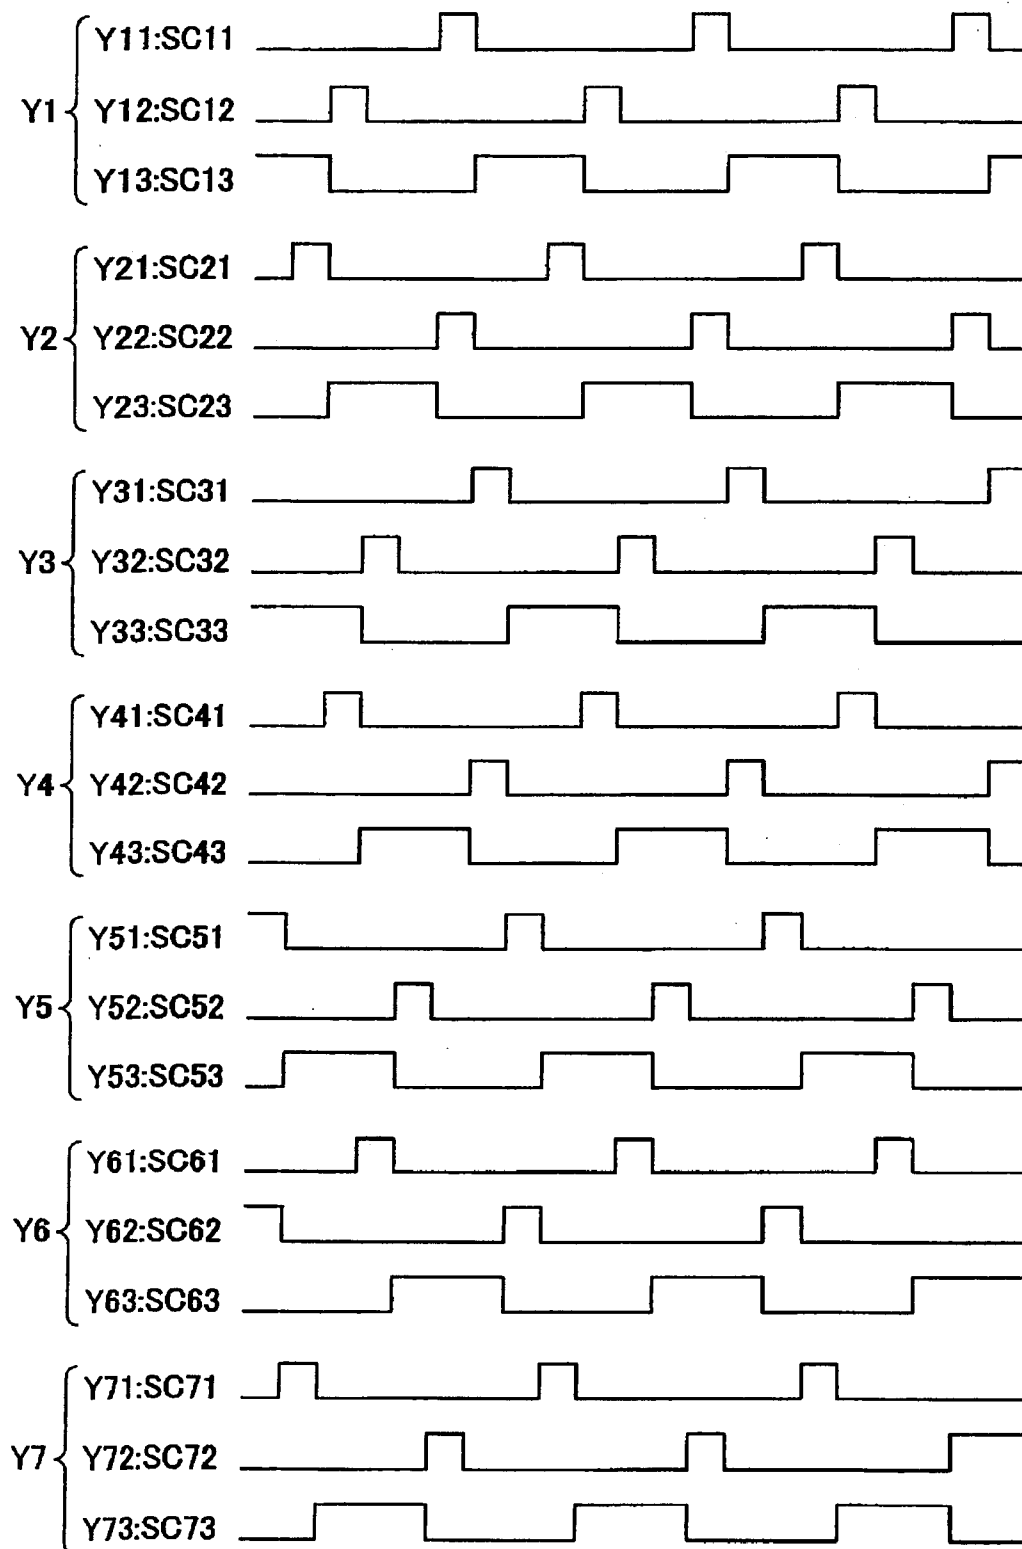 Y11:SC11
Y1 Y12:SC12
Y13:SC13
Y21:SC21
Y2 Y22:SC22
Y23:SC23
Y31:SC31
Y3 Y32:SC32
Y33:SC33
Y41:SC41
Y4 Y42:SC42
Y43:SC43
Y51:SC51
Y5 Y52:SC52
Y53:SC53
Y61:SC61
Y6 Y62:SC62
Y63:SC63
Y71:SC71
Y7 Y72:SC72
Y73:SC73